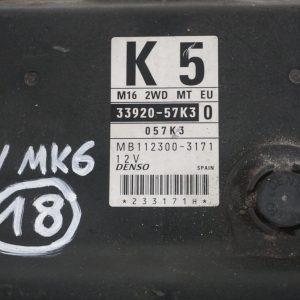 K 5
M16 2WD MT EU
33920-57K3 0
057K3
MB112300-3171
12V
DENSO SPAIN
*233171H*
/ MK6
18